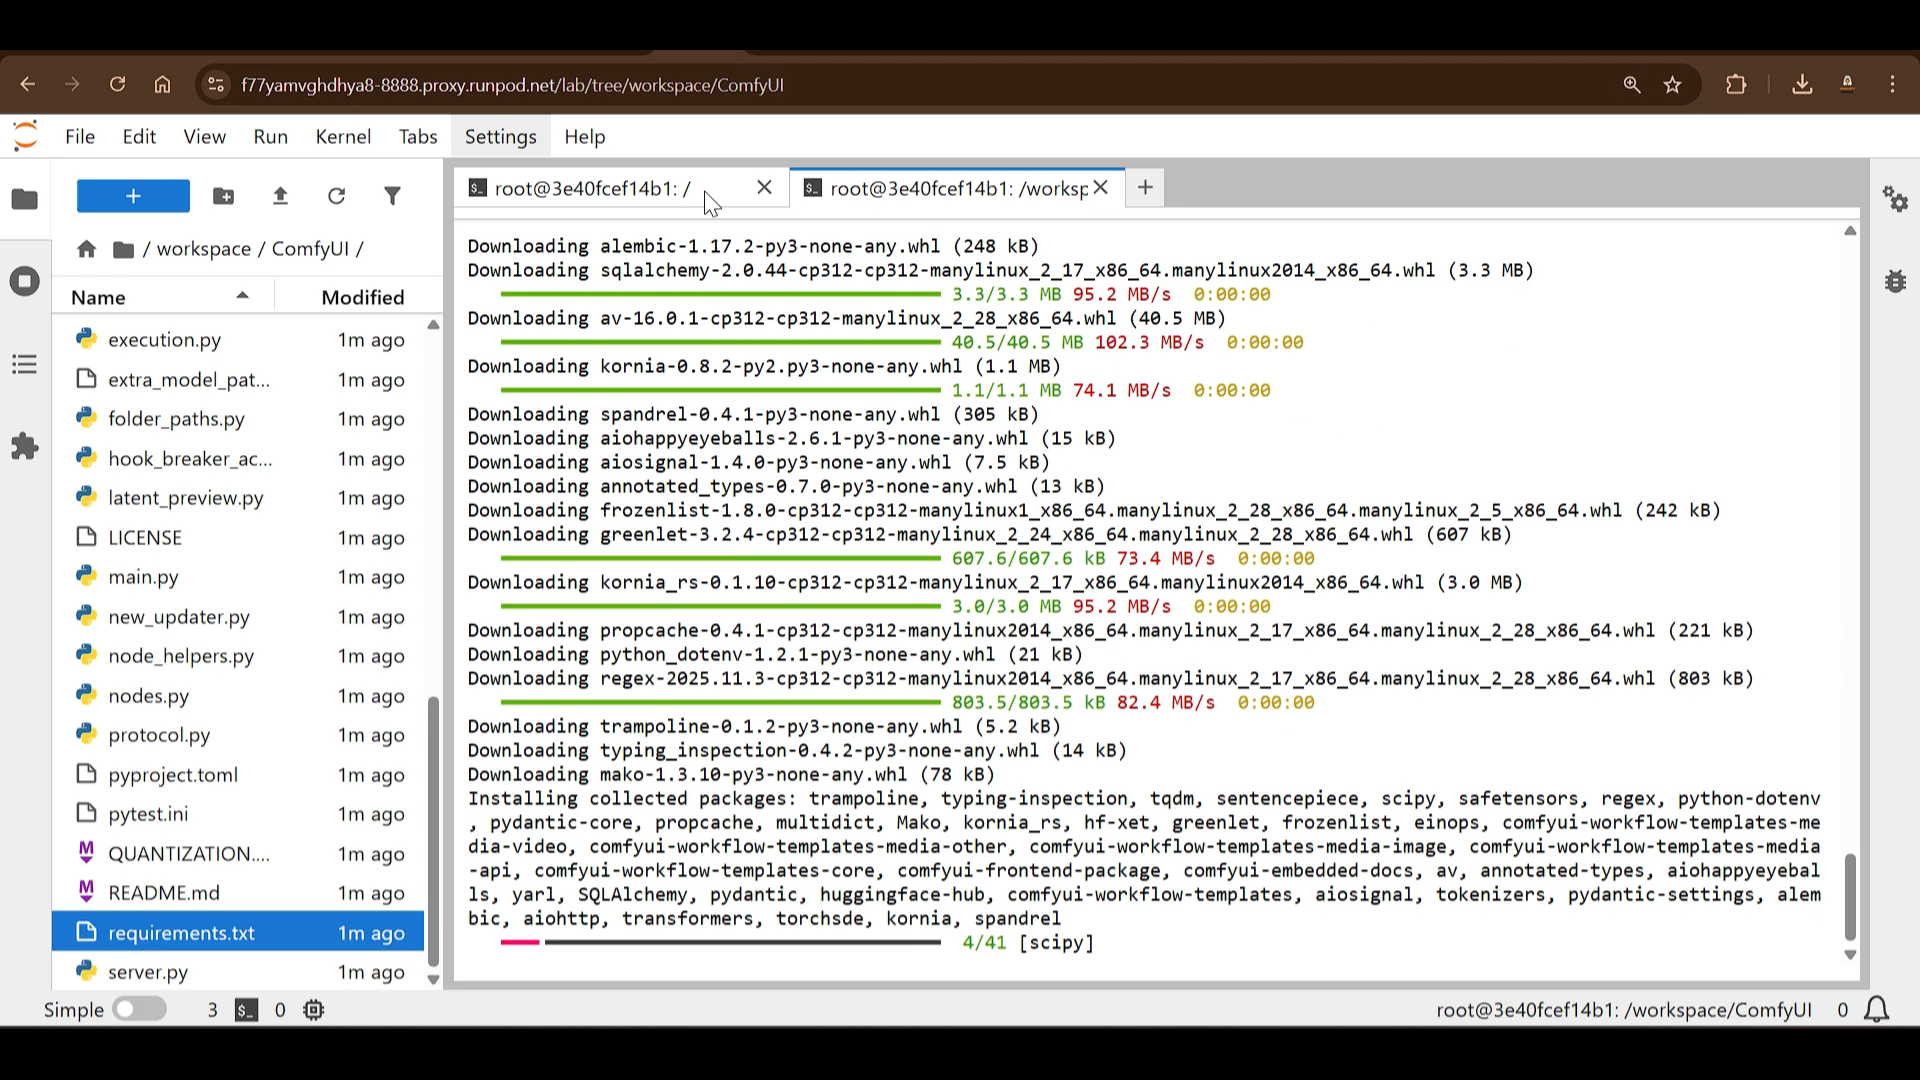 f77yamvghdhya8-8888.proxy.runpod.net/lab/tree/workspace/ComfyUI
File Edit View Run Kernel Tabs Settings Help
root@3e40fcef14b1: /
root@3e40fcef14b1: /worksp
/ workspace / ComfyUI /
Name Modified
execution.py 1m ago
extra_model_pat... 1m ago
folder_paths.py 1m ago
hook_breaker_ac... 1m ago
latent_preview.py 1m ago
LICENSE 1m ago
main.py 1m ago
new_updater.py 1m ago
node_helpers.py 1m ago
nodes.py 1m ago
protocol.py 1m ago
pyproject.toml 1m ago
pytest.ini 1m ago
QUANTIZATION.... 1m ago
README.md 1m ago
requirements.txt 1m ago
server.py 1m ago
Downloading alembic-1.17.2-py3-none-any.whl (248 kB)
Downloading sqlalchemy-2.0.44-cp312-cp312-manylinux_2_17_x86_64.manylinux2014_x86_64.whl (3.3 MB)
3.3/3.3 MB 95.2 MB/s 0:00:00
Downloading av-16.0.1-cp312-cp312-manylinux_2_28_x86_64.whl (40.5 MB)
40.5/40.5 MB 102.3 MB/s 0:00:00
Downloading kornia-0.8.2-py2.py3-none-any.whl (1.1 MB)
1.1/1.1 MB 74.1 MB/s 0:00:00
Downloading spandrel-0.4.1-py3-none-any.whl (305 kB)
Downloading aiohappyeyeballs-2.6.1-py3-none-any.whl (15 kB)
Downloading aiosignal-1.4.0-py3-none-any.whl (7.5 kB)
Downloading annotated_types-0.7.0-py3-none-any.whl (13 kB)
Downloading frozenlist-1.8.0-cp312-cp312-manylinux1_x86_64.manylinux_2_28_x86_64.manylinux_2_5_x86_64.whl (242 kB)
Downloading greenlet-3.2.4-cp312-cp312-manylinux_2_24_x86_64.manylinux_2_28_x86_64.whl (607 kB)
607.6/607.6 kB 73.4 MB/s 0:00:00
Downloading kornia_rs-0.1.10-cp312-cp312-manylinux_2_17_x86_64.manylinux2014_x86_64.whl (3.0 MB)
3.0/3.0 MB 95.2 MB/s 0:00:00
Downloading propcache-0.4.1-cp312-cp312-manylinux2014_x86_64.manylinux_2_17_x86_64.manylinux_2_28_x86_64.whl (221 kB)
Downloading python_dotenv-1.2.1-py3-none-any.whl (21 kB)
Downloading regex-2025.11.3-cp312-cp312-manylinux2014_x86_64.manylinux_2_17_x86_64.manylinux_2_28_x86_64.whl (803 kB)
803.5/803.5 kB 82.4 MB/s 0:00:00
Downloading trampoline-0.1.2-py3-none-any.whl (5.2 kB)
Downloading typing_inspection-0.4.2-py3-none-any.whl (14 kB)
Downloading mako-1.3.10-py3-none-any.whl (78 kB)
Installing collected packages: trampoline, typing-inspection, tqdm, sentencepiece, scipy, safetensors, regex, python-dotenv
, pydantic-core, propcache, multidict, Mako, kornia_rs, hf-xet, greenlet, frozenlist, einops, comfyui-workflow-templates-me
dia-video, comfyui-workflow-templates-media-other, comfyui-workflow-templates-media-image, comfyui-workflow-templates-media
-api, comfyui-workflow-templates-core, comfyui-frontend-package, comfyui-embedded-docs, av, annotated-types, aiohappyeyebal
ls, yarl, SQLAlchemy, pydantic, huggingface-hub, comfyui-workflow-templates, aiosignal, tokenizers, pydantic-settings, alem
bic, aiohttp, transformers, torchsde, kornia, spandrel
4/41 [scipy]
Simple 3 0 root@3e40fcef14b1: /workspace/ComfyUI 0